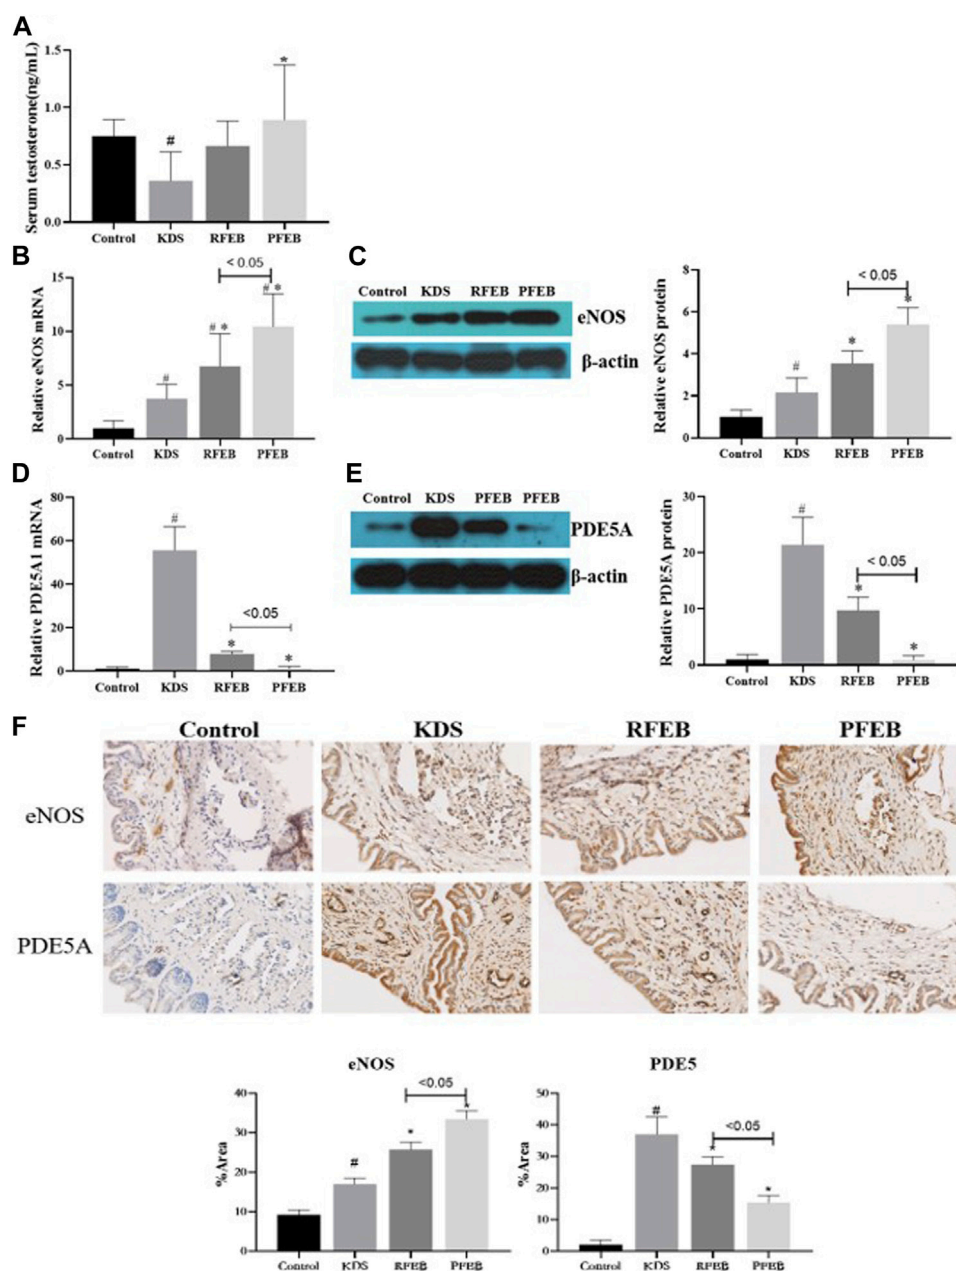 A
Serum testosterone(ng/mL)
1.5
1.0
0.5
0.0
*
#
Control KDS RFEB PFEB
B
Relative eNOS mRNA
15
10
5
0
< 0.05
# *
# *
#
Control KDS RFEB PFEB
C
Control KDS RFEB PFEB
eNOS
β-actin
Relative eNOS protein
8
6
4
2
0
< 0.05
*
*
#
Control KDS RFEB PFEB
D
Relative PDE5A1 mRNA
80
60
40
20
0
#
<0.05
*
*
Control KDS RFEB PFEB
E
Control KDS PFEB PFEB
PDE5A
β-actin
Relative PDE5A protein
30
20
10
0
#
< 0.05
*
*
Control KDS RFEB PFEB
F
Control KDS RFEB PFEB
eNOS
PDE5A
eNOS
%Area
40
30
20
10
0
<0.05
*
*
#
Control KDS RFEB PFEB
PDE5
%Area
50
40
30
20
10
0
#
<0.05
*
*
Control KDS RFEB PFEB